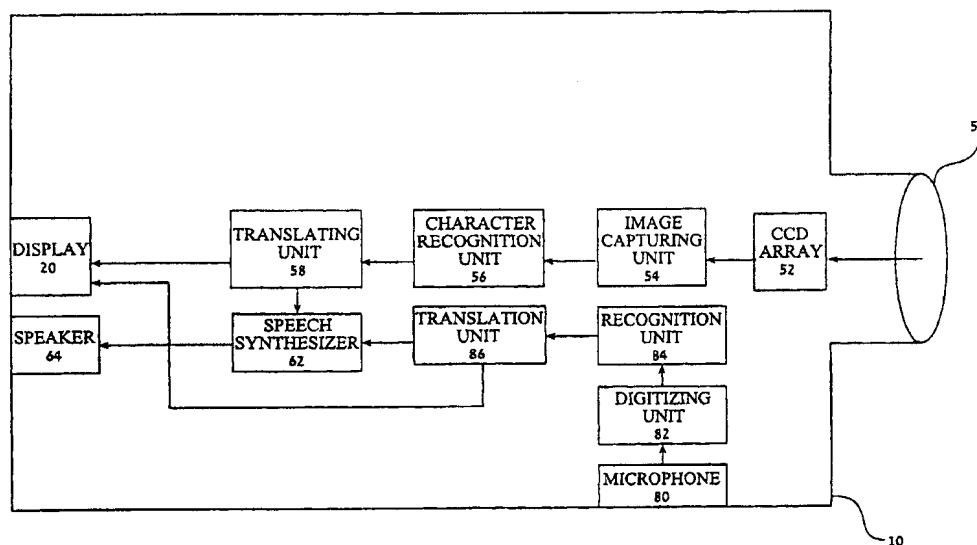 5
DISPLAY
20
TRANSLATING
UNIT
58
CHARACTER
RECOGNITION
UNIT
56
IMAGE
CAPTURING
UNIT
54
CCD
ARRAY
52
SPEAKER
64
SPEECH
SYNTHESIZER
62
TRANSLATION
UNIT
86
RECOGNITION
UNIT
84
DIGITIZING
UNIT
82
MICROPHONE
80
10